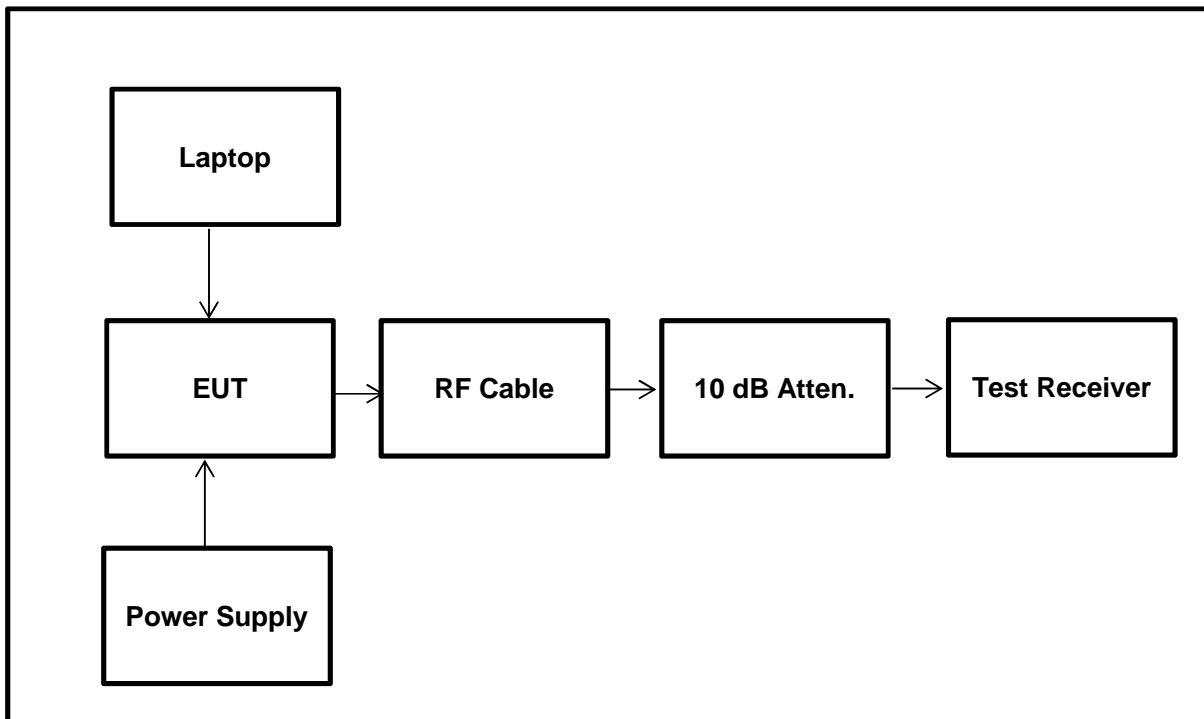 Laptop
EUT
RF Cable
10 dB Atten.
Test Receiver
Power Supply